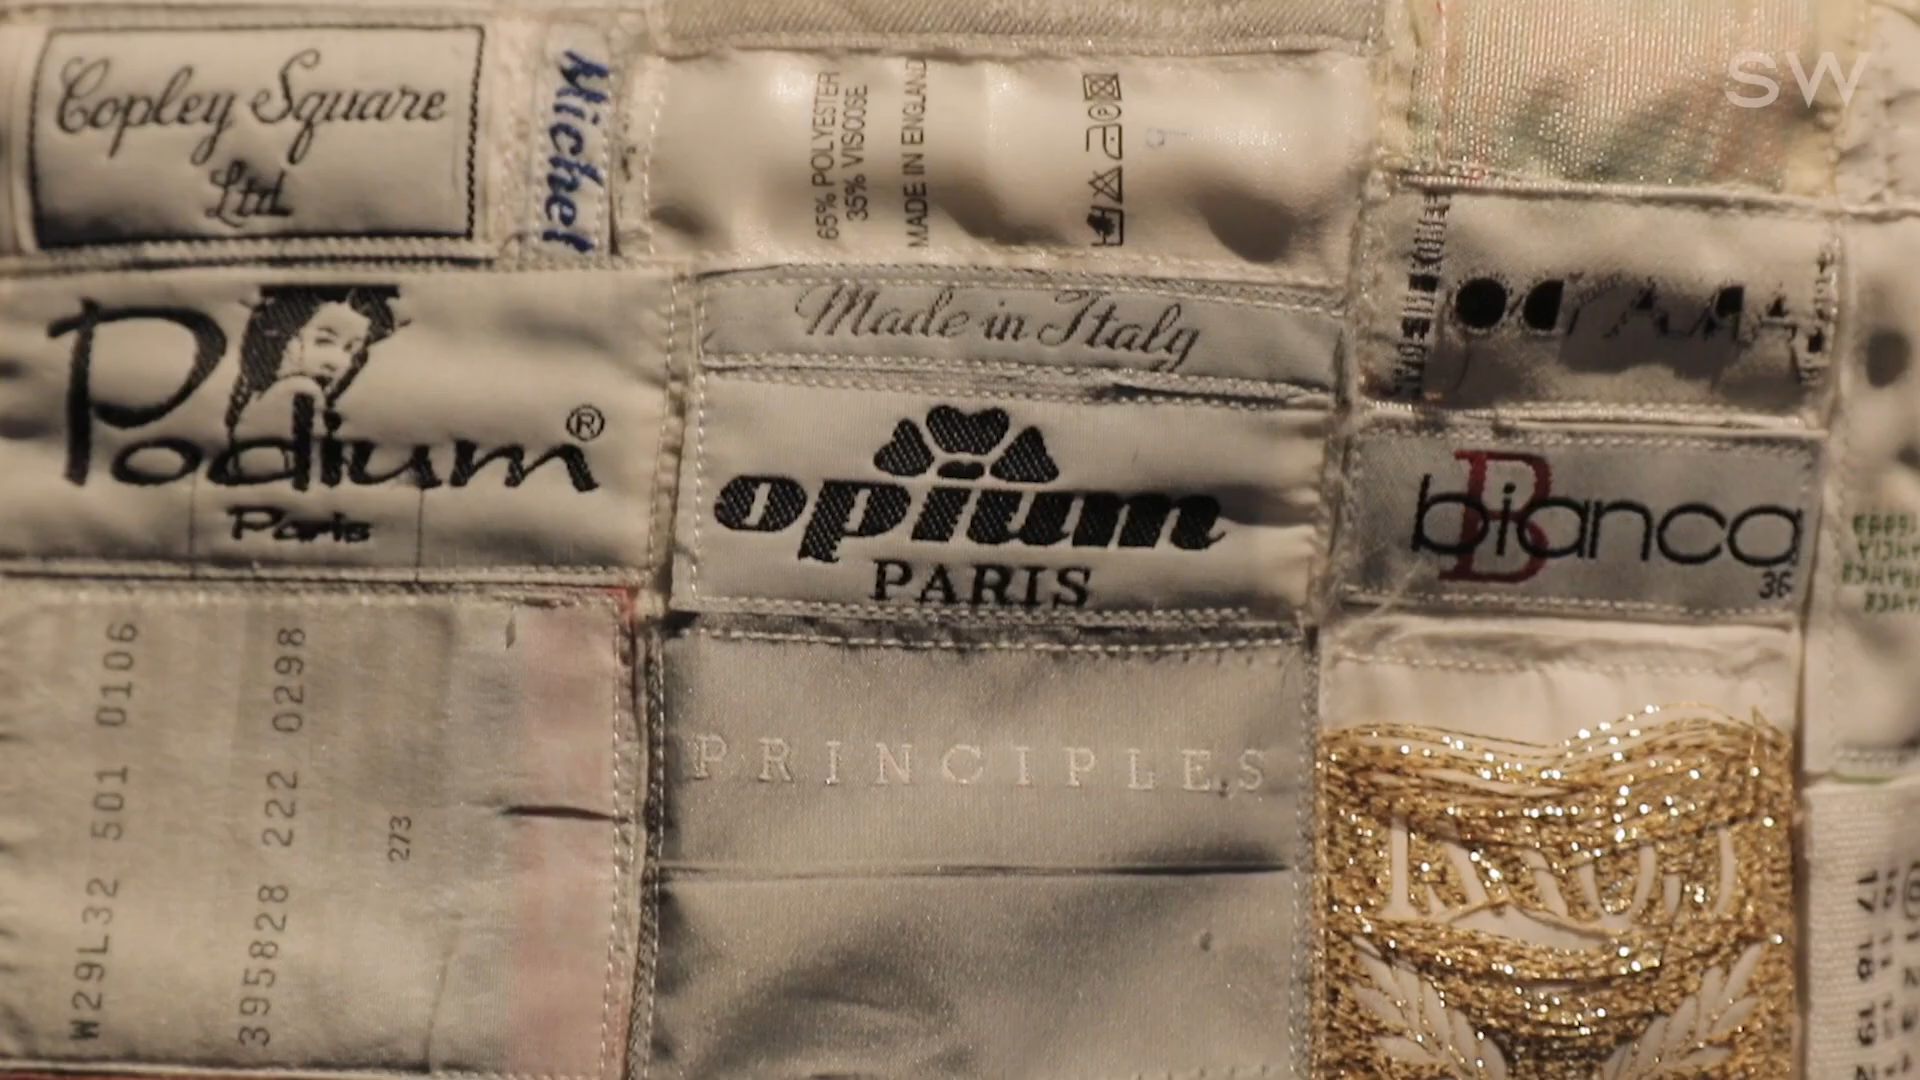 SW
Copley Square
Ltd.
Michel
65% POLYESTER
35% VISCOSE
MADE IN ENGLAND
Podium®
Paris
Made in Italy
opium
PARIS
bianca
B
36
W29L32 501 0106
395828 222 0298
273
PRINCIPLES